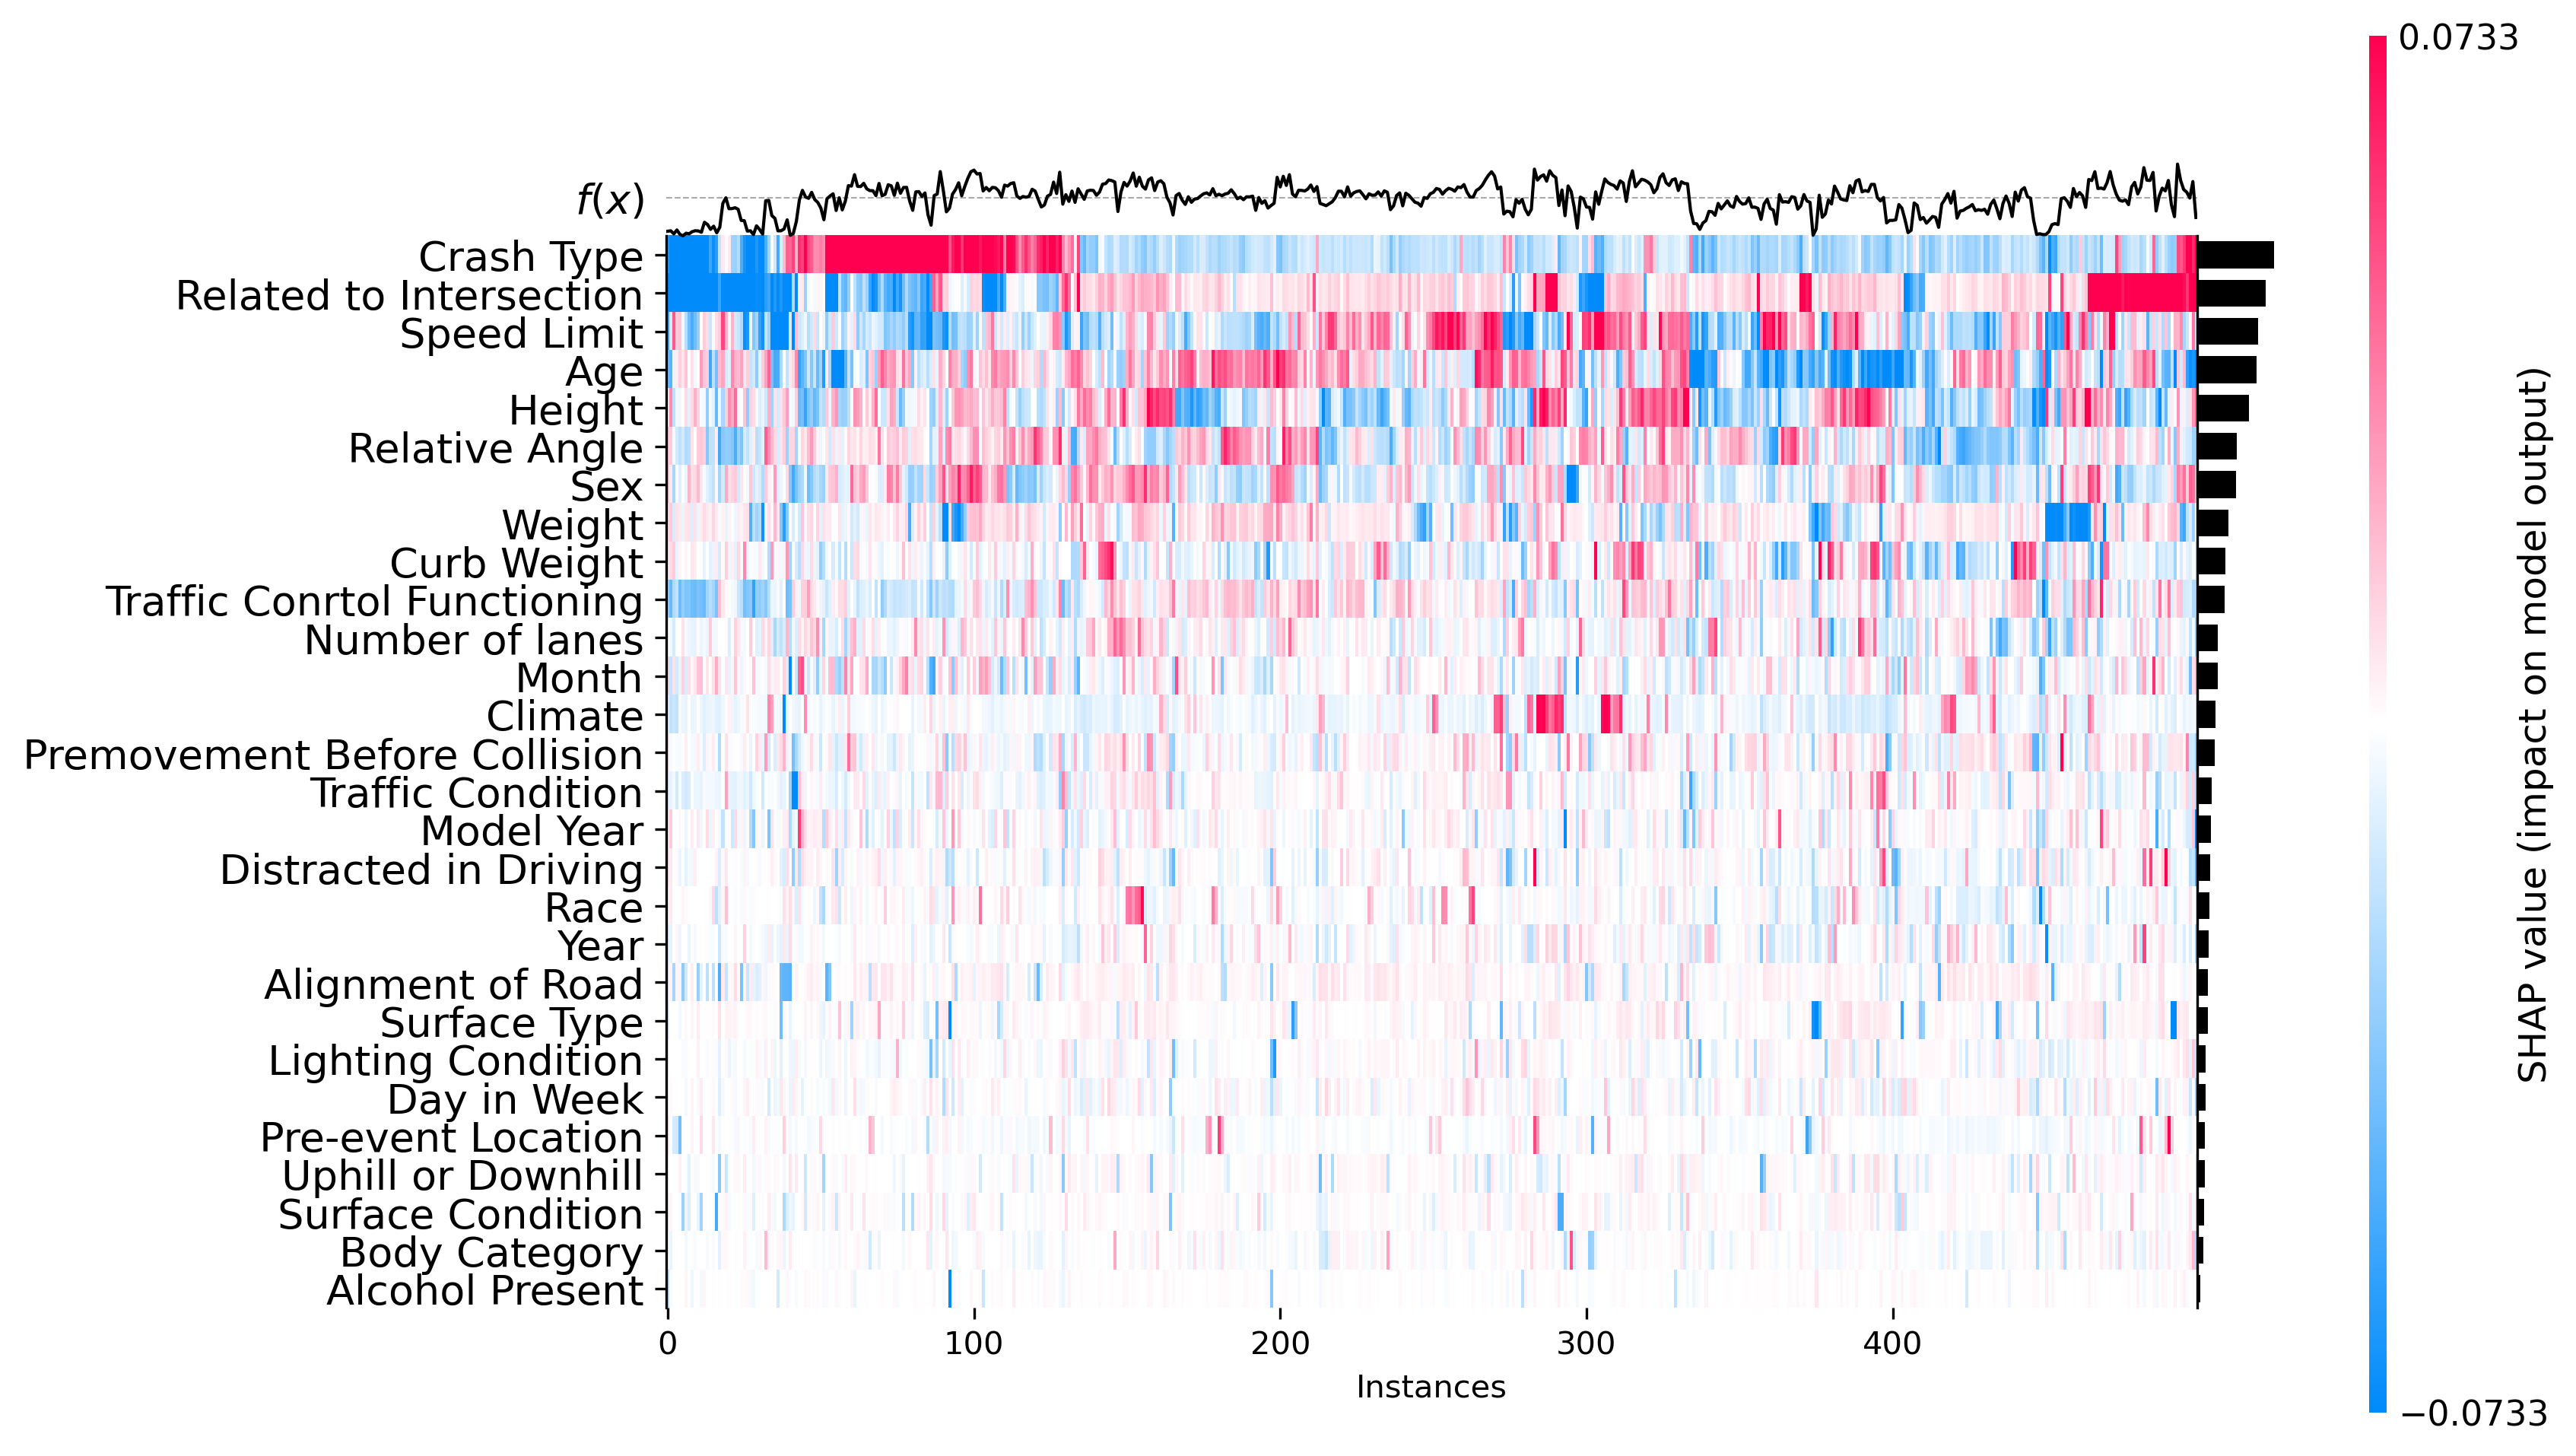 0.0733
f(x)
Crash Type
Related to Intersection
Speed Limit
Age
Height
Relative Angle
Sex
Weight
Curb Weight
Traffic Conrtol Functioning
Number of lanes
Month
Climate
Premovement Before Collision
Traffic Condition
Model Year
Distracted in Driving
Race
Year
Alignment of Road
Surface Type
Lighting Condition
Day in Week
Pre-event Location
Uphill or Downhill
Surface Condition
Body Category
Alcohol Present
0 100 200 300 400
Instances
SHAP value (impact on model output)
−0.0733